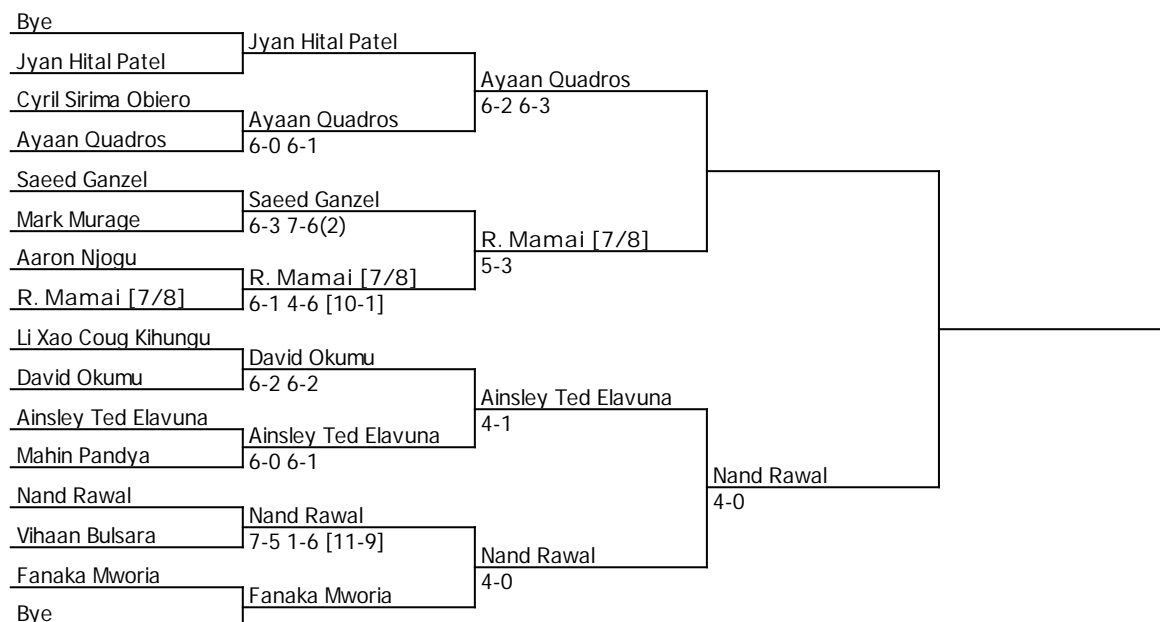 Bye
Jyan Hital Patel
Jyan Hital Patel
Ayaan Quadros
6-2 6-3
Cyril Sirima Obiero
Ayaan Quadros
6-0 6-1
Ayaan Quadros
Saeed Ganzel
Saeed Ganzel
6-3 7-6(2)
Mark Murage
R. Mamai [7/8]
5-3
Aaron Njogu
R. Mamai [7/8]
6-1 4-6 [10-1]
R. Mamai [7/8]
Li Xao Coug Kihungu
David Okumu
6-2 6-2
David Okumu
Ainsley Ted Elavuna
4-1
Ainsley Ted Elavuna
Ainsley Ted Elavuna
6-0 6-1
Mahin Pandya
Nand Rawal
4-0
Nand Rawal
Nand Rawal
7-5 1-6 [11-9]
Vihaan Bulsara
Nand Rawal
4-0
Fanaka Mworia
Fanaka Mworia
Bye